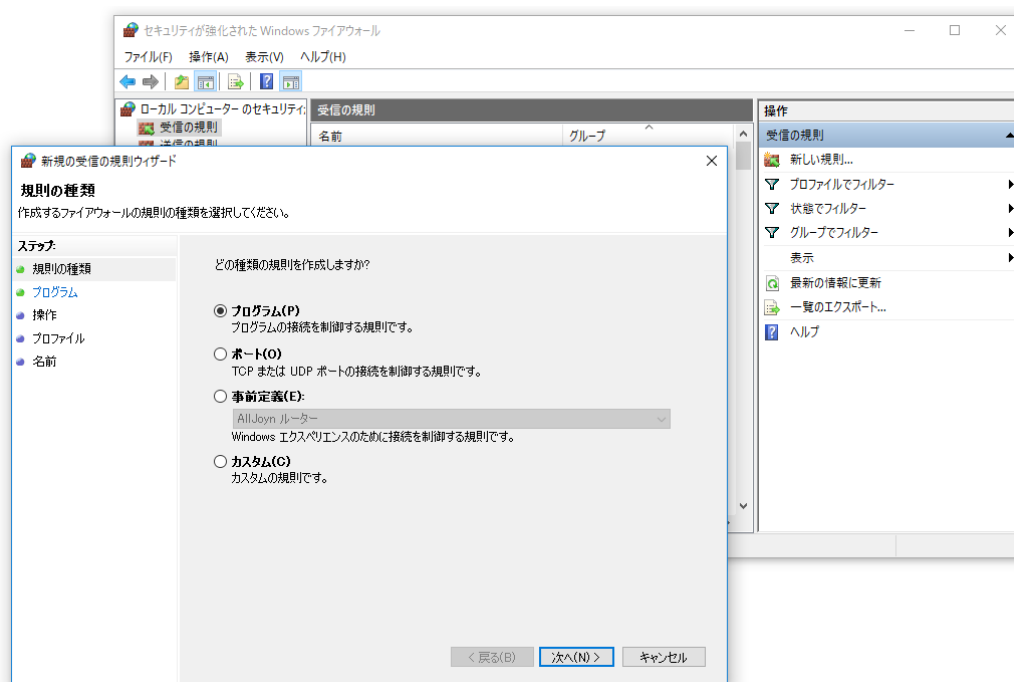 セキュリティが強化された Windows ファイアウォール
ファイル(F) 操作(A) 表示(V) ヘルプ(H)
ローカル コンピューター のセキュリティ
受信の規則
送信の規則
受信の規則
名前 グループ
操作
受信の規則
新しい規則...
プロファイルでフィルター
状態でフィルター
グループでフィルター
表示
最新の情報に更新
一覧のエクスポート...
ヘルプ
新規の受信の規則ウィザード
規則の種類
作成するファイアウォールの規則の種類を選択してください。
ステップ:
規則の種類
プログラム
操作
プロファイル
名前
どの種類の規則を作成しますか?
プログラム(P)
プログラムの接続を制御する規則です。
ポート(O)
TCP または UDP ポートの接続を制御する規則です。
事前定義(E):
AllJoyn ルーター
Windows エクスペリエンスのために接続を制御する規則です。
カスタム(C)
カスタムの規則です。
< 戻る(B) 次へ(N) > キャンセル